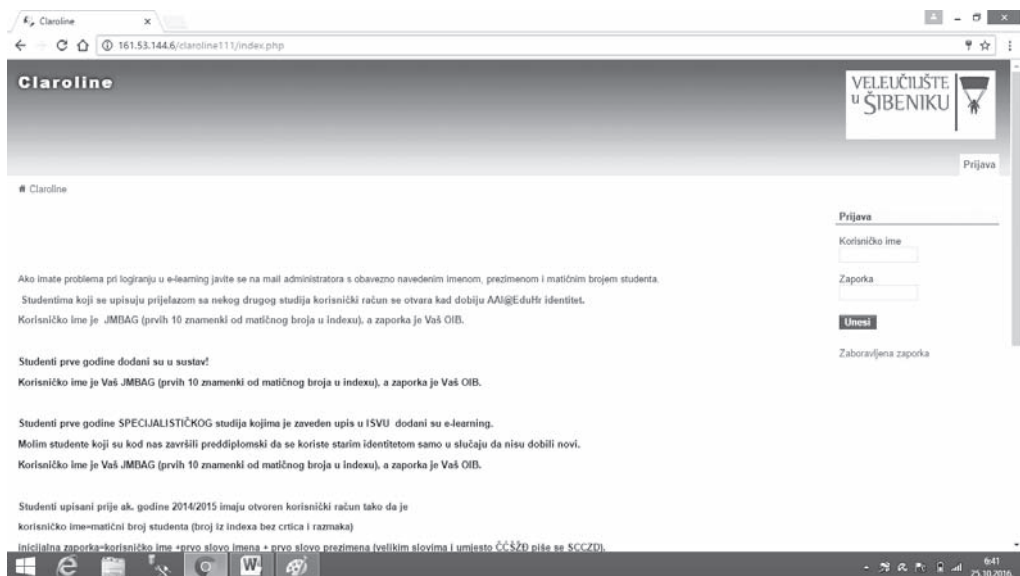 Claroline
161.53.144.6/claroline111/index.php
Claroline
VELEUČILIŠTE
u ŠIBENIKU
Prijava
Claroline
Prijava
Korisničko ime
Zaporka
Unesi
Zaboravljena zaporka
Ako imate problema pri logiranju u e-learning javite se na mail administratora s obavezno navedenim imenom, prezimenom i matičnim brojem studenta.
Studentima koji se upisuju prijelazom sa nekog drugog studija korisnički račun se otvara kad dobiju AAI@EduHr identitet.
Korisničko ime je JMBAG (prvih 10 znamenki od matičnog broja u indexu), a zaporka je Vaš OIB.
Studenti prve godine dodani su u sustav!
Korisničko ime je Vaš JMBAG (prvih 10 znamenki od matičnog broja u indexu), a zaporka je Vaš OIB.
Studenti prve godine SPECIJALISTIČKOG studija kojima je zaveden upis u ISVU dodani su e-learning.
Molim studente koji su kod nas završili preddiplomski da se koriste starim identitetom samo u slučaju da nisu dobili novi.
Korisničko ime je Vaš JMBAG (prvih 10 znamenki od matičnog broja u indexu), a zaporka je Vaš OIB.
Studenti upisani prije ak. godine 2014/2015 imaju otvoren korisnički račun tako da je
korisničko ime=matični broj studenta (broj iz indexa bez crtica i razmaka)
inicijalna zaporka=korisničko ime +prvo slovo imena + prvo slovo prezimena (velikim slovima i umjesto ČĆŠŽĐ piše se SCCZD).
6:41
25.10.2016